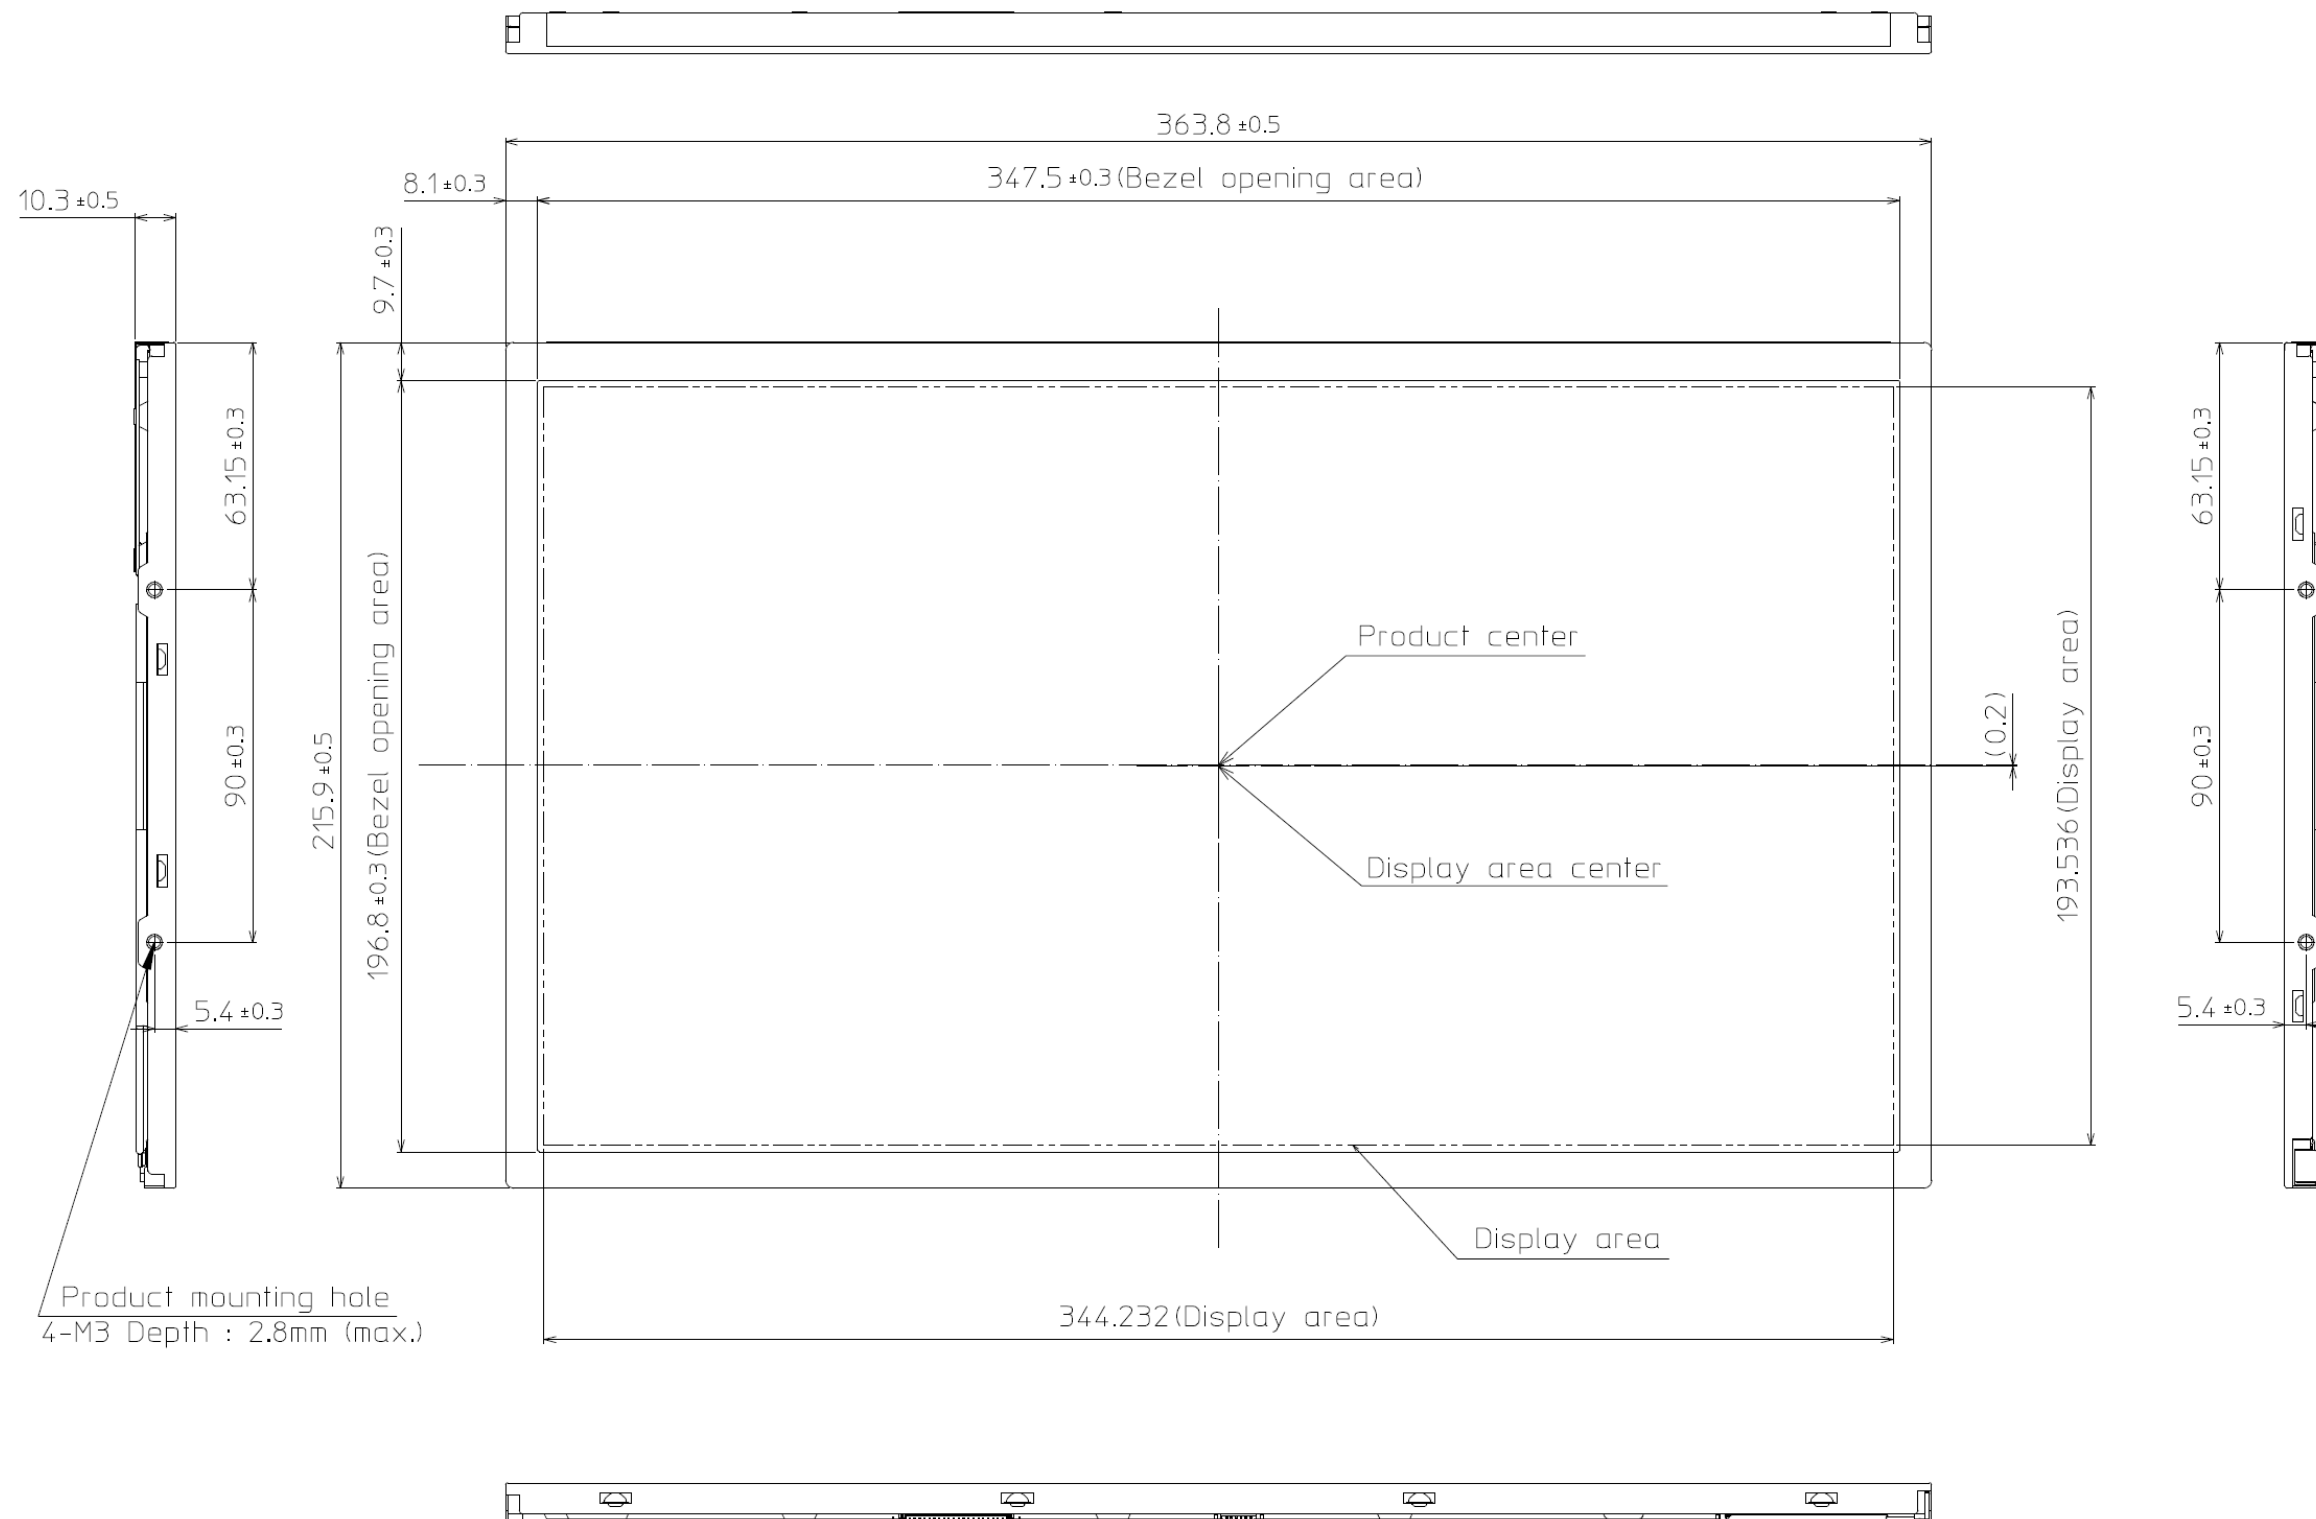 363.8 ±0.5
347.5 ±0.3 (Bezel opening area)
8.1 ±0.3
10.3 ±0.5
9.7 ±0.3
63.15 ±0.3
63.15 ±0.3
196.8 ±0.3 (Bezel opening area)
Product center
193.536 (Display area)
(0.2)
90 ±0.3
215.9 ±0.5
90 ±0.3
Display area center
5.4 ±0.3
5.4 ±0.3
Display area
Product mounting hole
4-M3 Depth : 2.8mm (max.)
344.232 (Display area)